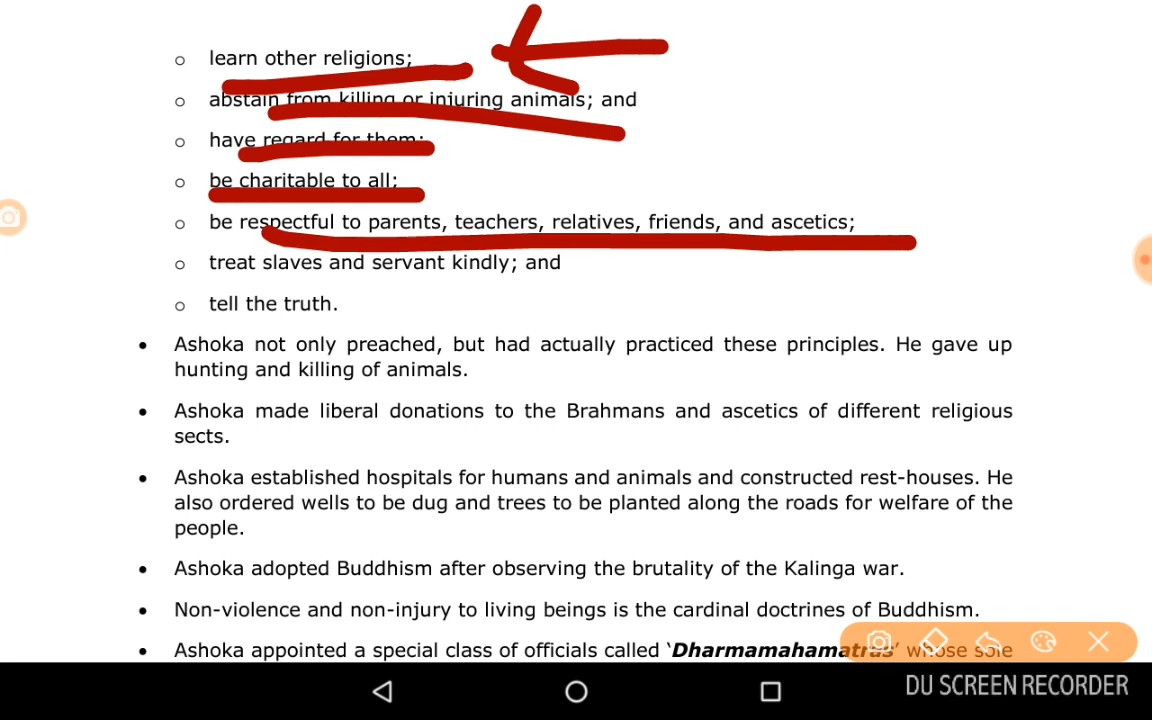 o learn other religions;
o abstain from killing or injuring animals; and
o have regard for them;
o be charitable to all;
o be respectful to parents, teachers, relatives, friends, and ascetics;
o treat slaves and servant kindly; and
o tell the truth.
• Ashoka not only preached, but had actually practiced these principles. He gave up
hunting and killing of animals.
• Ashoka made liberal donations to the Brahmans and ascetics of different religious
sects.
• Ashoka established hospitals for humans and animals and constructed rest-houses. He
also ordered wells to be dug and trees to be planted along the roads for welfare of the
people.
• Ashoka adopted Buddhism after observing the brutality of the Kalinga war.
• Non-violence and non-injury to living beings is the cardinal doctrines of Buddhism.
• Ashoka appointed a special class of officials called ‘Dharmamahamatras’ whose sole
DU SCREEN RECORDER